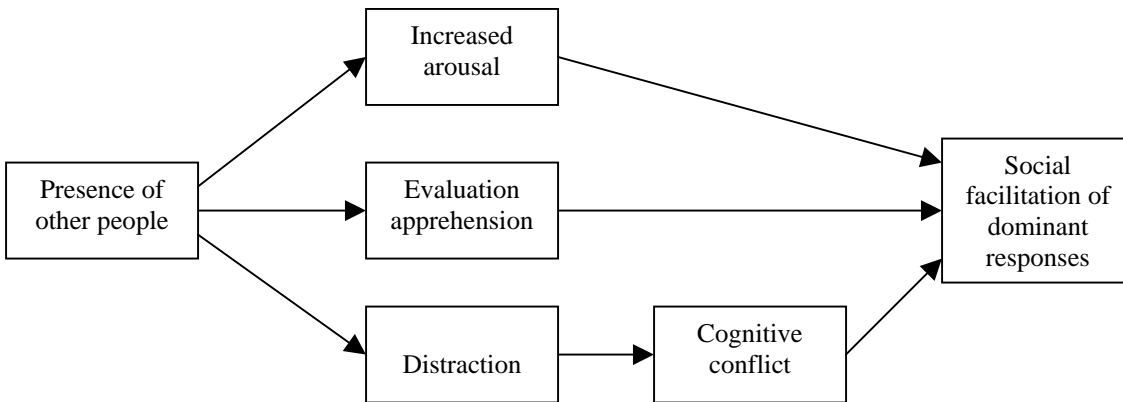 Increased
arousal
Presence of
other people
Evaluation
apprehension
Social
facilitation of
dominant
responses
Distraction
Cognitive
conflict